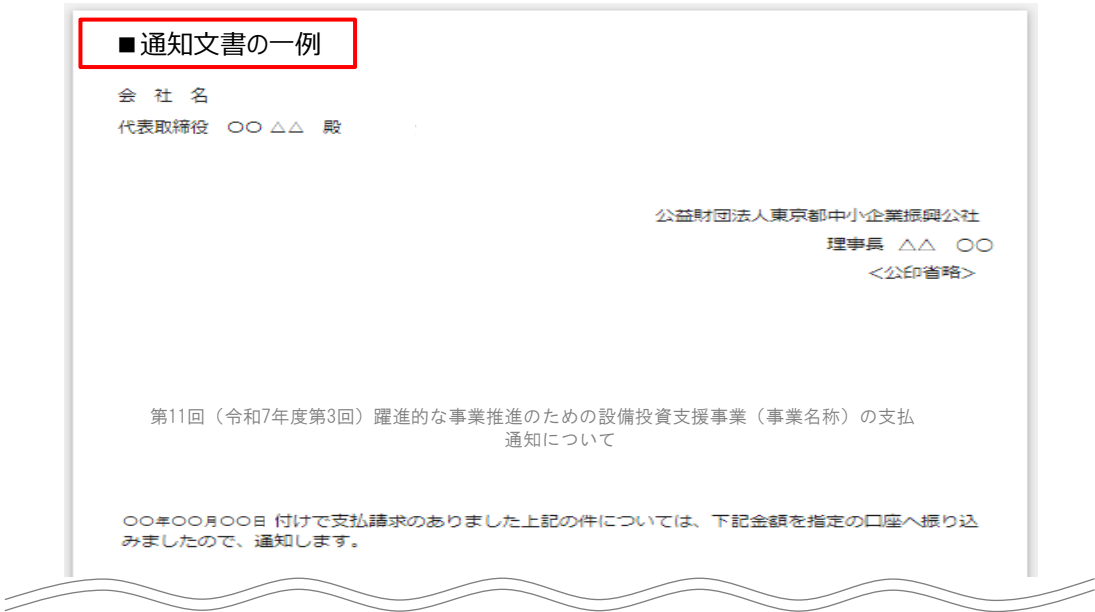 ■通知文書の一例
会 社 名
代表取締役 〇〇 △△ 殿
公益財団法人東京都中小企業振興公社
理事長 △△ 〇〇
<公印省略>
第11回（令和7年度第3回）躍進的な事業推進のための設備投資支援事業（事業名称）の支払
通知について
〇〇年〇〇月〇〇日 付けで支払請求のありました上記の件については、下記金額を指定の口座へ振り込
みましたので、通知します。